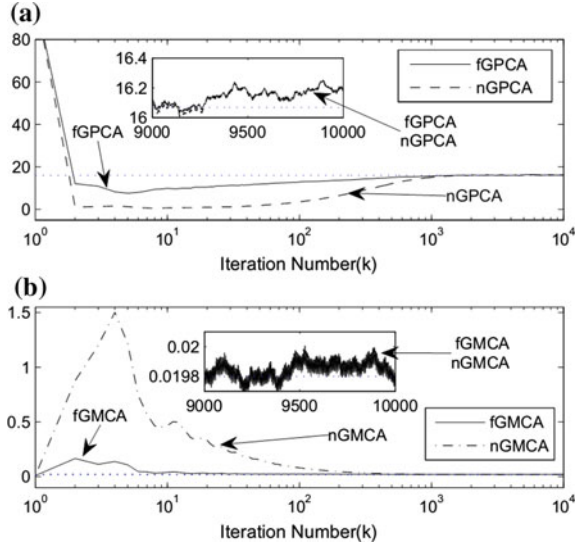 (a)
80
60
40
20
0
16.4
16.2
16
9000 9500 10000
fGPCA
nGPCA
fGPCA
fGPCA
nGPCA
nGPCA
10^0 10^1 10^2 10^3 10^4
Iteration Number(k)
(b)
1.5
1
0.5
0
0.02
0.0198
9000 9500 10000
fGMCA
nGMCA
fGMCA
nGMCA
fGMCA
nGMCA
10^0 10^1 10^2 10^3 10^4
Iteration Number(k)